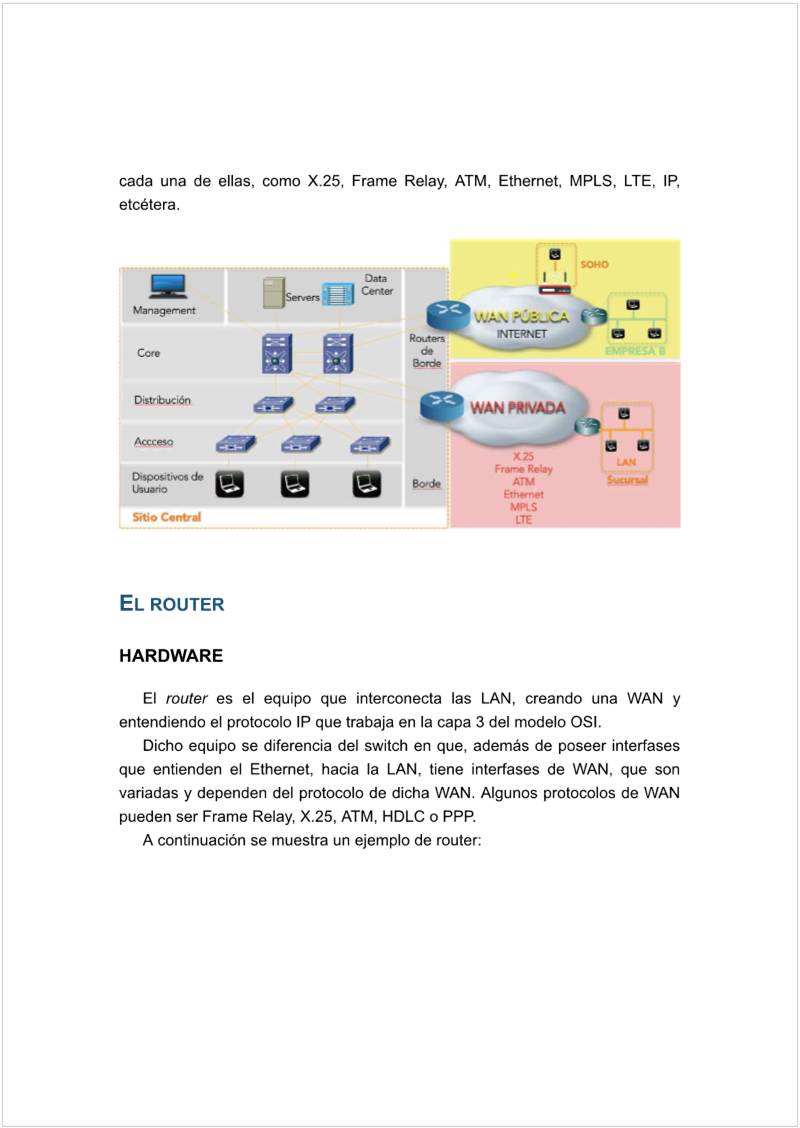 cada una de ellas, como X.25, Frame Relay, ATM, Ethernet, MPLS, LTE, IP,
etcétera.
Management
Servers
Data
Center
Core
Distribución
Accceso
Dispositivos de
Usuario
Sitio Central
Routers
de
Borde
Borde
SOHO
WAN PÚBLICA
INTERNET
EMPRESA B
WAN PRIVADA
X.25
Frame Relay
ATM
Ethernet
MPLS
LTE
LAN
Sucursal
EL ROUTER
HARDWARE
El router es el equipo que interconecta las LAN, creando una WAN y
entendiendo el protocolo IP que trabaja en la capa 3 del modelo OSI.
Dicho equipo se diferencia del switch en que, además de poseer interfases
que entienden el Ethernet, hacia la LAN, tiene interfases de WAN, que son
variadas y dependen del protocolo de dicha WAN. Algunos protocolos de WAN
pueden ser Frame Relay, X.25, ATM, HDLC o PPP.
A continuación se muestra un ejemplo de router: